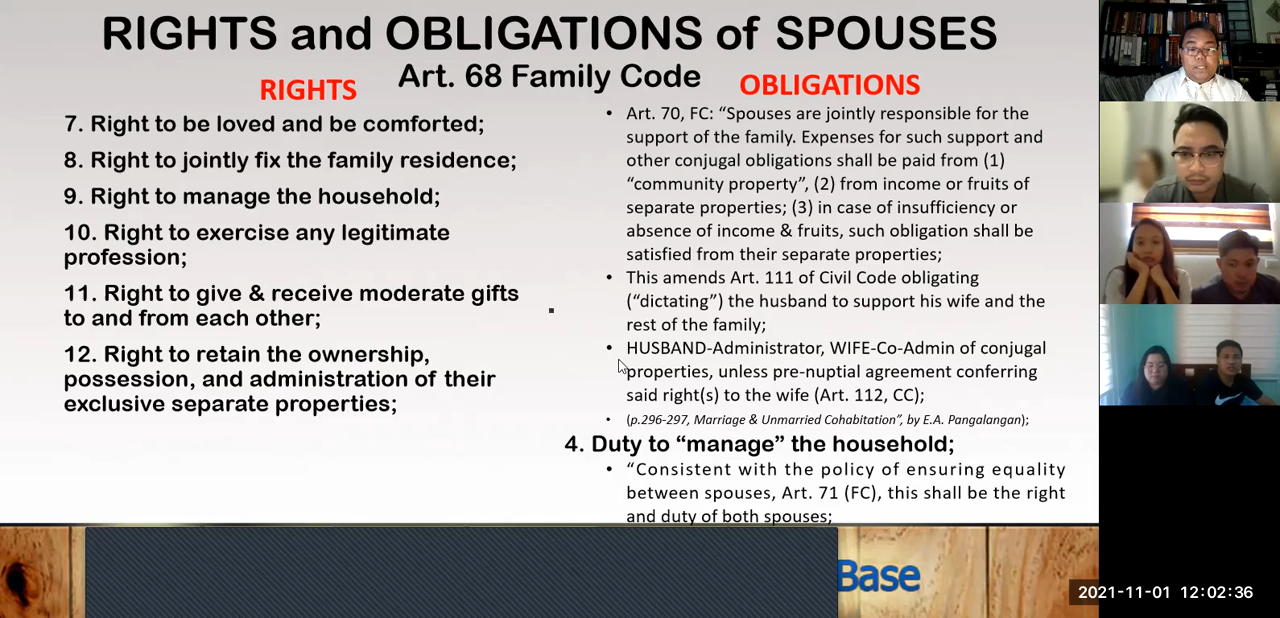 RIGHTS and OBLIGATIONS of SPOUSES
Art. 68 Family Code
RIGHTS
7. Right to be loved and be comforted;
8. Right to jointly fix the family residence;
9. Right to manage the household;
10. Right to exercise any legitimate
profession;
11. Right to give & receive moderate gifts
to and from each other;
12. Right to retain the ownership,
possession, and administration of their
exclusive separate properties;
OBLIGATIONS
• Art. 70, FC: “Spouses are jointly responsible for the
support of the family. Expenses for such support and
other conjugal obligations shall be paid from (1)
“community property”, (2) from income or fruits of
separate properties; (3) in case of insufficiency or
absence of income & fruits, such obligation shall be
satisfied from their separate properties;
• This amends Art. 111 of Civil Code obligating
(“dictating”) the husband to support his wife and the
rest of the family;
• HUSBAND-Administrator, WIFE-Co-Admin of conjugal
properties, unless pre-nuptial agreement conferring
said right(s) to the wife (Art. 112, CC);
• (p.296-297, Marriage & Unmarried Cohabitation”, by E.A. Pangalangan);
4. Duty to “manage” the household;
• “Consistent with the policy of ensuring equality
between spouses, Art. 71 (FC), this shall be the right
and duty of both spouses;
Base
2021-11-01 12:02:36